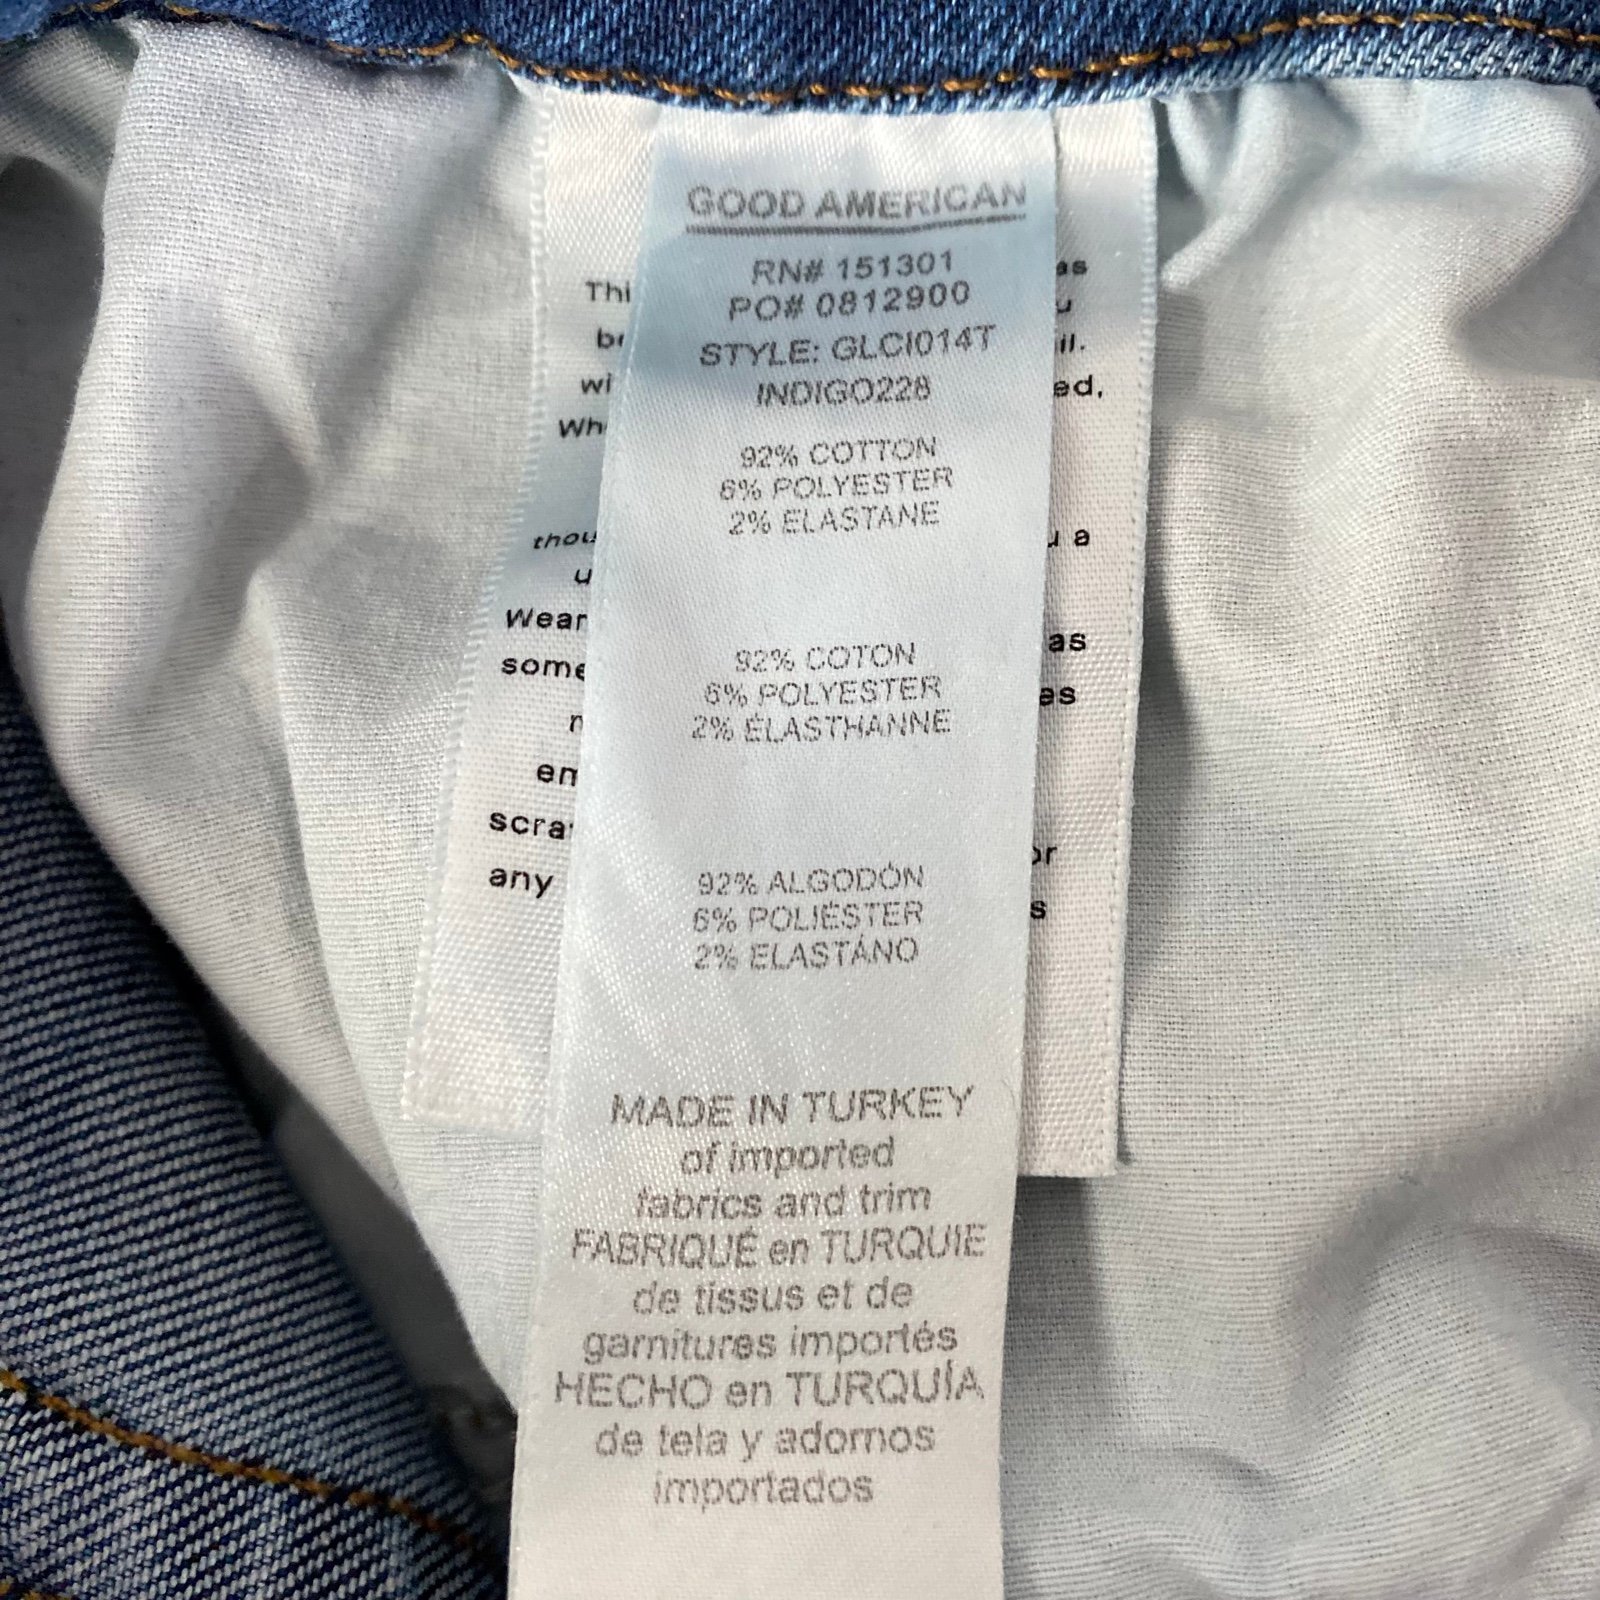 GOOD AMERICAN
RN# 151301
PO# 0812900
STYLE: GLCI014T
INDIGO228
92% COTTON
6% POLYESTER
2% ELASTANE
92% COTON
6% POLYESTER
2% ÉLASTHANNE
92% ALGODÓN
6% POLIÉSTER
2% ELASTÁNO
MADE IN TURKEY
of imported
fabrics and trim
FABRIQUÉ en TURQUIE
de tissus et de
garnitures importés
HECHO en TURQUÍA
de tela y adornos
importados
any